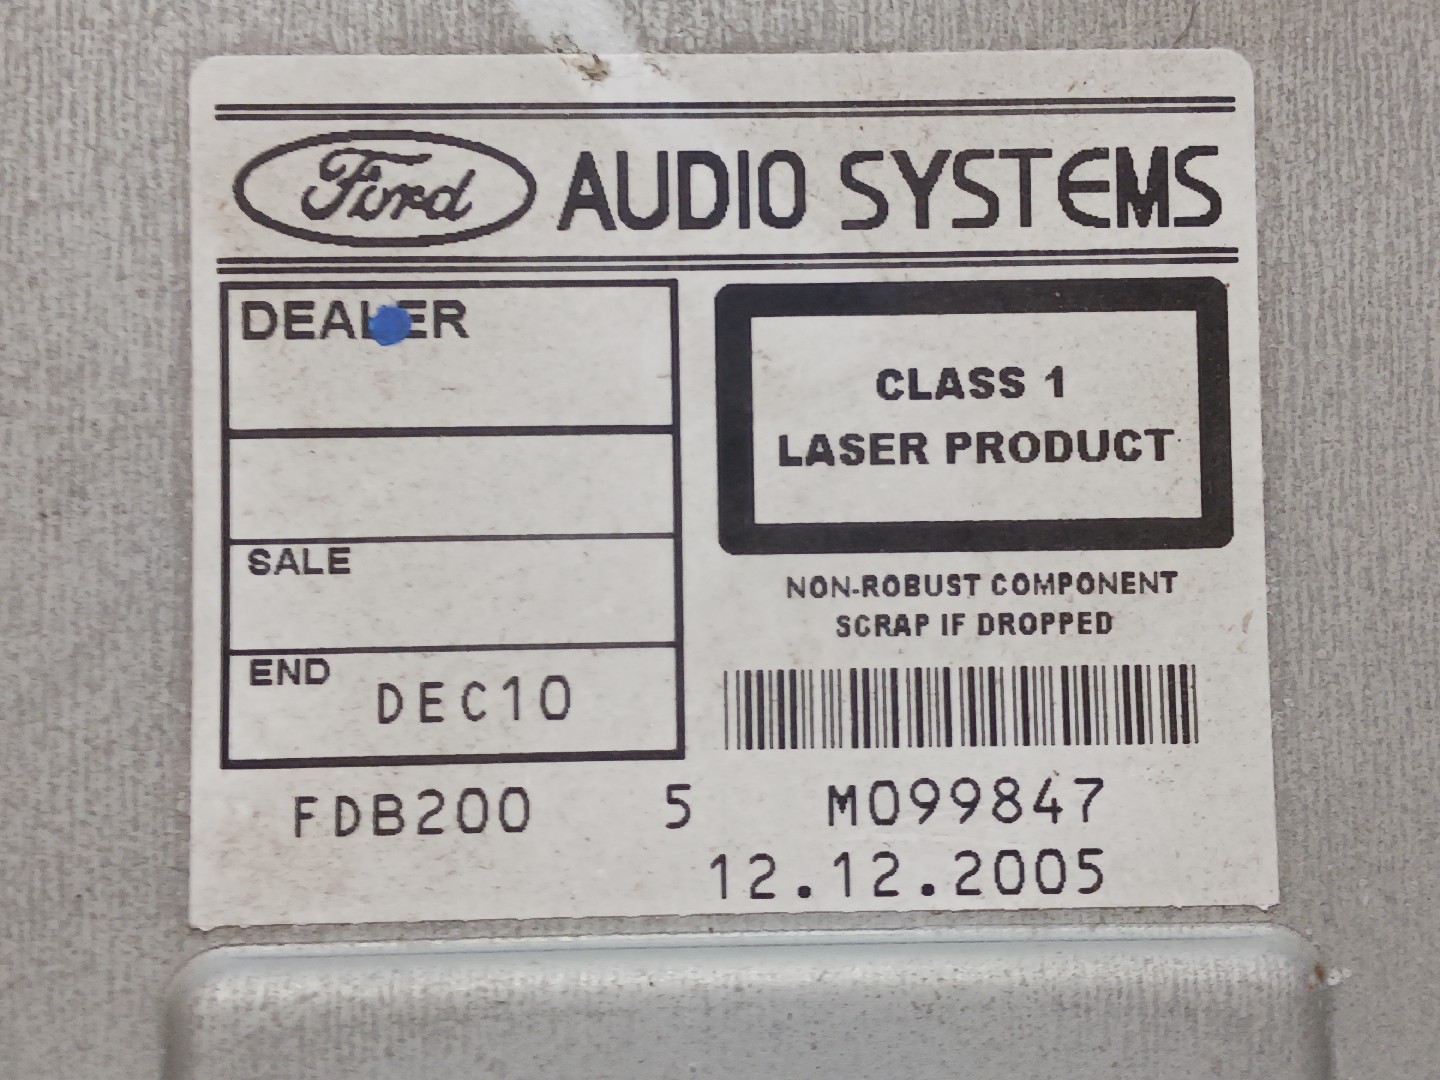 Ford AUDIO SYSTEMS
DEALER
SALE
END DEC10
CLASS 1
LASER PRODUCT
NON-ROBUST COMPONENT
SCRAP IF DROPPED
FDB200 5 M099847
12.12.2005